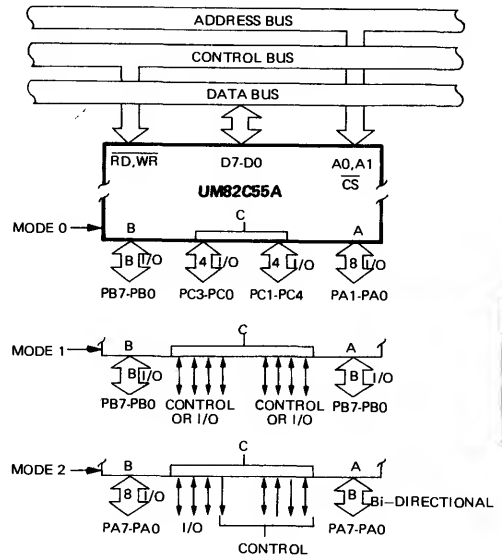 ADDRESS BUS
CONTROL BUS
DATA BUS
RD, WR D7-D0 A0, A1
CS
UM82C55A
C
MODE 0 B A
B I/O 4 I/O 4 I/O 8 I/O
PB7-PB0 PC3-PC0 PC1-PC4 PA1-PA0
C
MODE 1 B A
B I/O B I/O
PB7-PB0 CONTROL OR I/O CONTROL OR I/O PB7-PB0
C
MODE 2 B A
8 I/O B Bi-DIRECTIONAL
PA7-PA0 I/O PA7-PA0
CONTROL